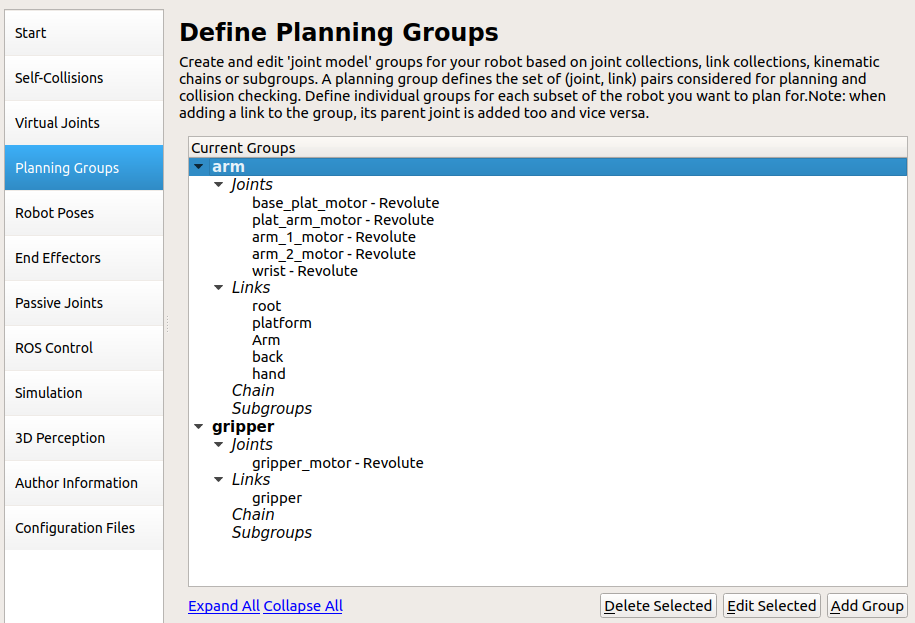 Start
Self-Collisions
Virtual Joints
Planning Groups
Robot Poses
End Effectors
Passive Joints
ROS Control
Simulation
3D Perception
Author Information
Configuration Files
Define Planning Groups
Create and edit 'joint model' groups for your robot based on joint collections, link collections, kinematic
chains or subgroups. A planning group defines the set of (joint, link) pairs considered for planning and
collision checking. Define individual groups for each subset of the robot you want to plan for.Note: when
adding a link to the group, its parent joint is added too and vice versa.
Current Groups
arm
Joints
base_plat_motor - Revolute
plat_arm_motor - Revolute
arm_1_motor - Revolute
arm_2_motor - Revolute
wrist - Revolute
Links
root
platform
Arm
back
hand
Chain
Subgroups
gripper
Joints
gripper_motor - Revolute
Links
gripper
Chain
Subgroups
Expand All Collapse All
Delete Selected Edit Selected Add Group